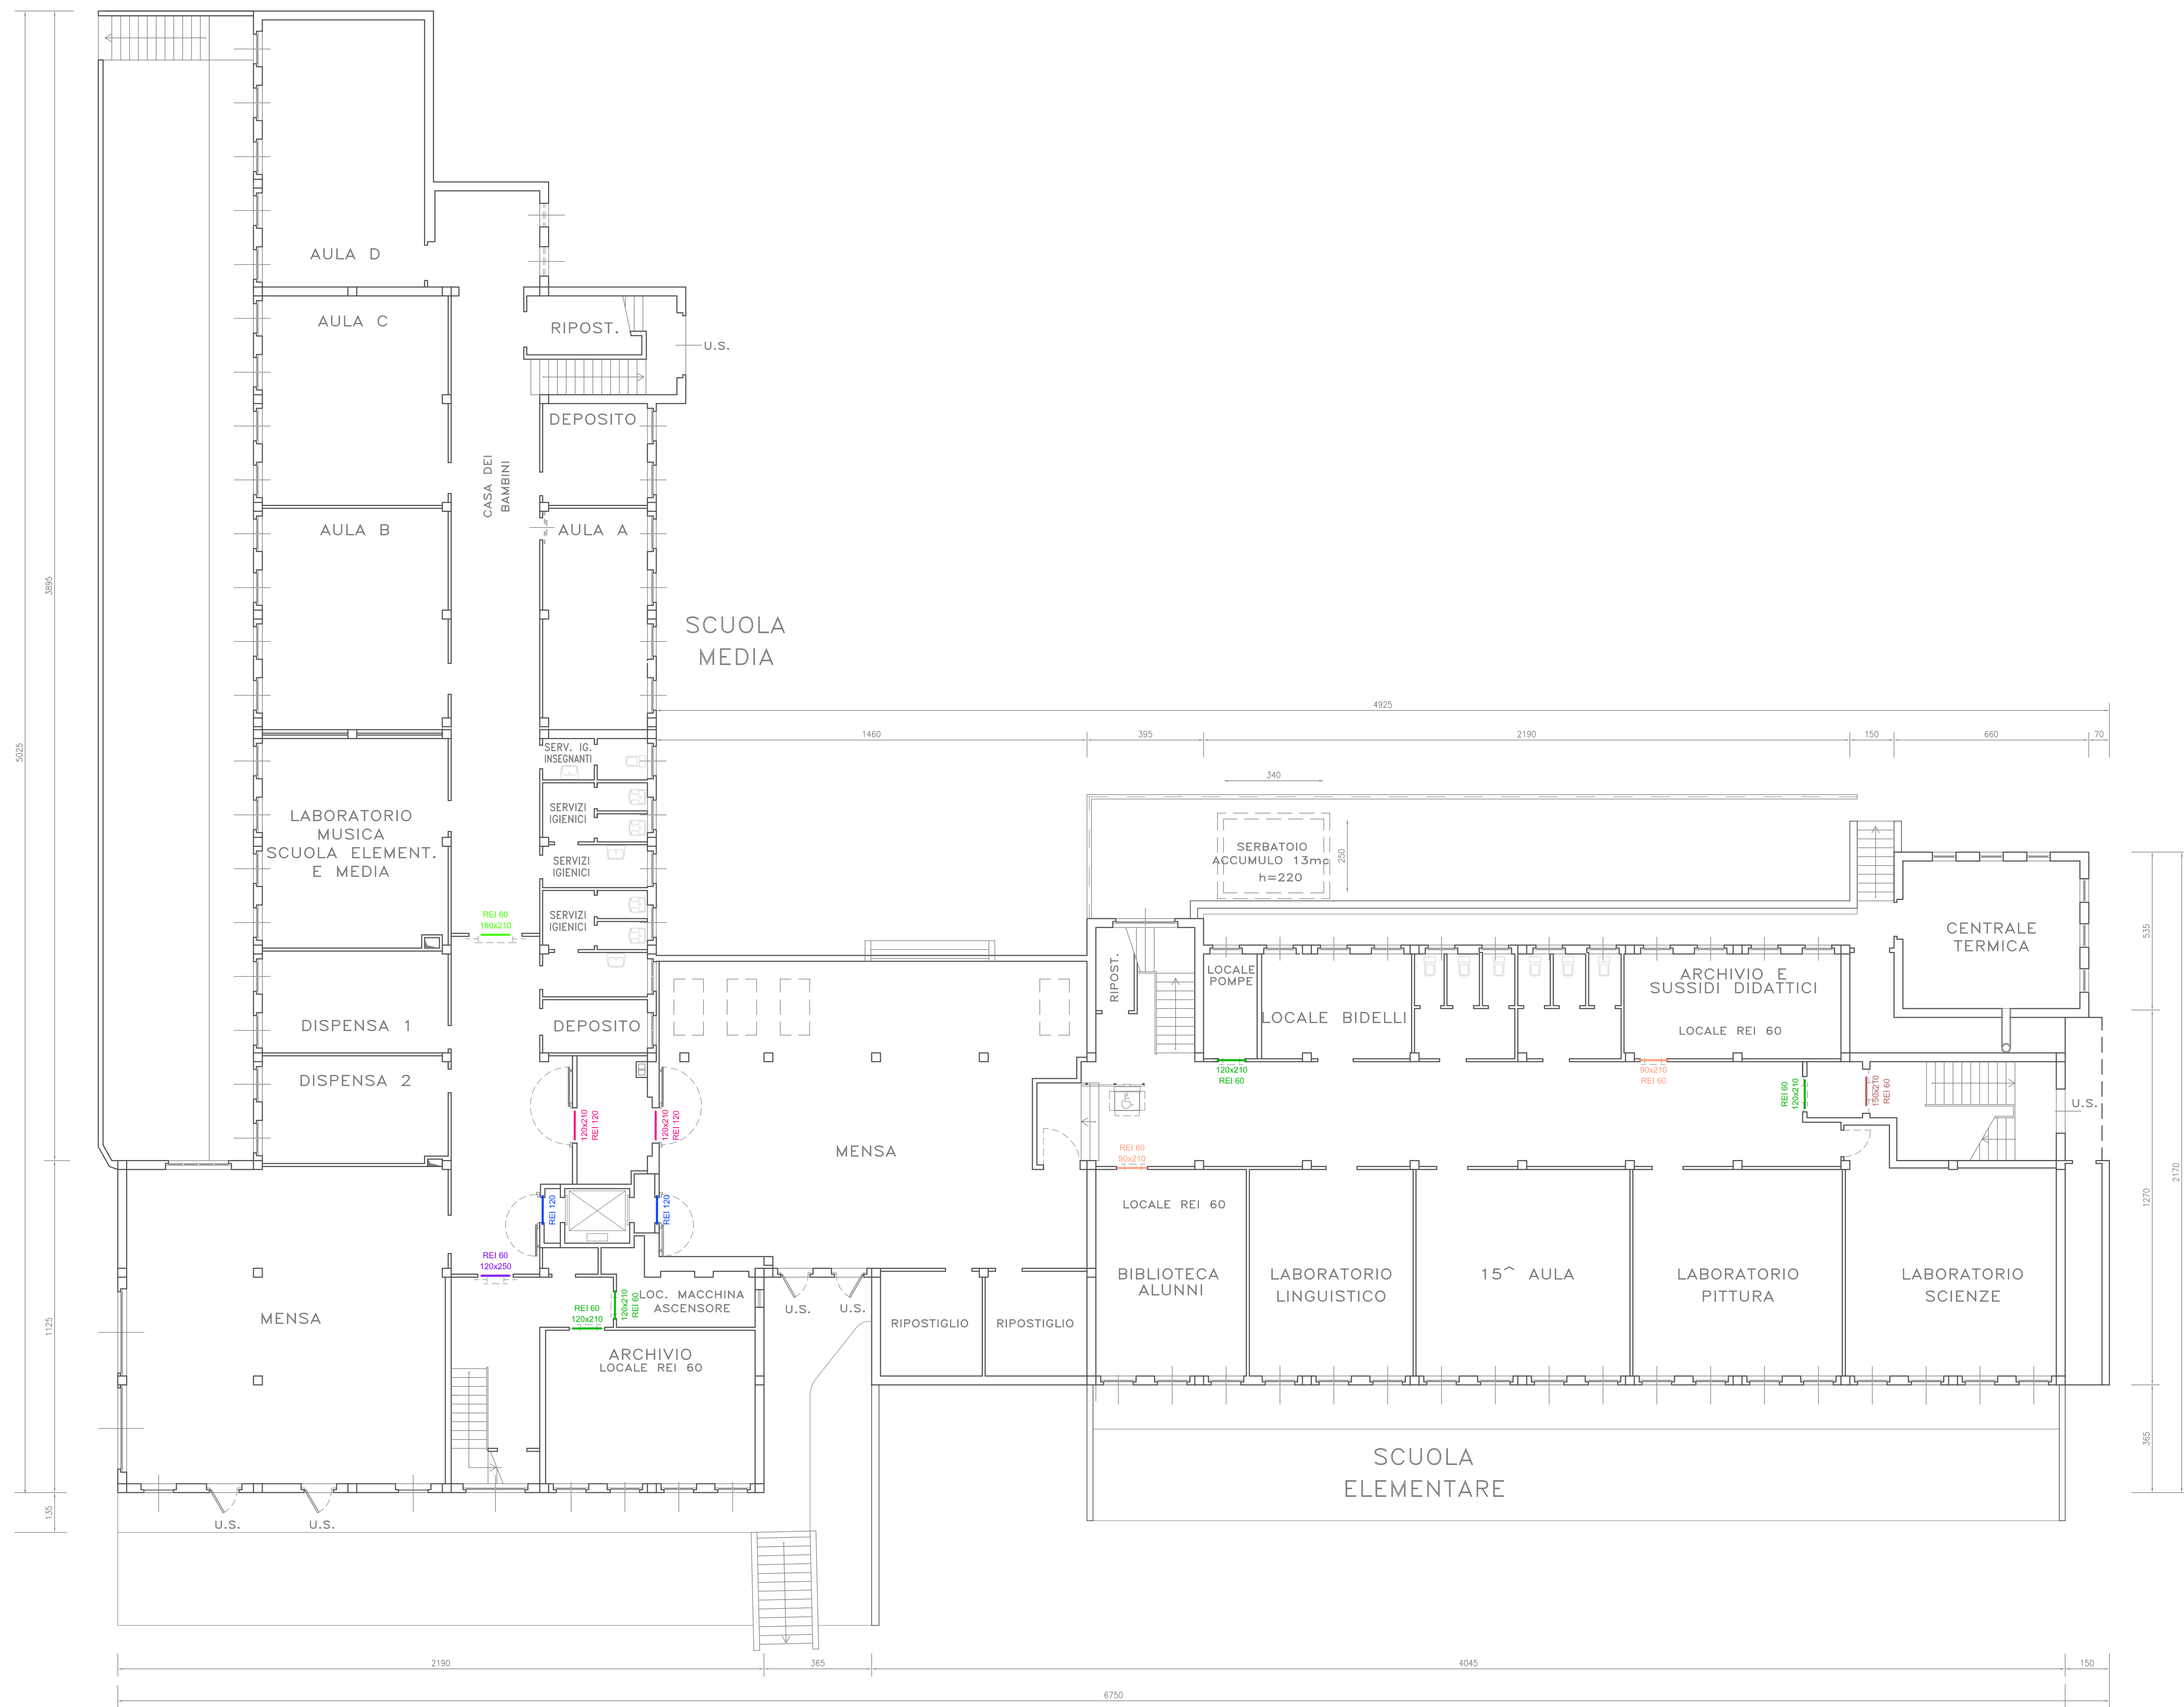 AULA D
AULA C
RIPOST.
U.S.
DEPOSITO
CASA DEI
BAMBINI
AULA B
AULA A
3895
5025
SCUOLA
MEDIA
4925
1460
395
2190
150
660
70
340
SERV. IG.
INSEGNANTI
SERVIZI
IGIENICI
SERVIZI
IGIENICI
SERVIZI
IGIENICI
LABORATORIO
MUSICA
SCUOLA ELEMENT.
E MEDIA
REI 60
180x210
SERBATOIO
ACCUMULO 13mc
h=220
250
CENTRALE
TERMICA
535
RIPOST.
LOCALE
POMPE
LOCALE BIDELLI
ARCHIVIO E
SUSSIDI DIDATTICI
LOCALE REI 60
DISPENSA 1
DEPOSITO
DISPENSA 2
120x210
REI 120
120x210
REI 120
MENSA
120x210
REI 60
90x210
REI 60
REI 60
120x210
150x210
REI 60
U.S.
REI 60
90x210
2170
1270
REI 120
REI 120
LOCALE REI 60
REI 60
120x250
MENSA
LOC. MACCHINA
ASCENSORE
120x210
REI 60
REI 60
120x210
U.S.
U.S.
RIPOSTIGLIO
RIPOSTIGLIO
BIBLIOTECA
ALUNNI
LABORATORIO
LINGUISTICO
15^ AULA
LABORATORIO
PITTURA
LABORATORIO
SCIENZE
1125
ARCHIVIO
LOCALE REI 60
365
SCUOLA
ELEMENTARE
135
U.S.
U.S.
2190
365
4045
150
6750